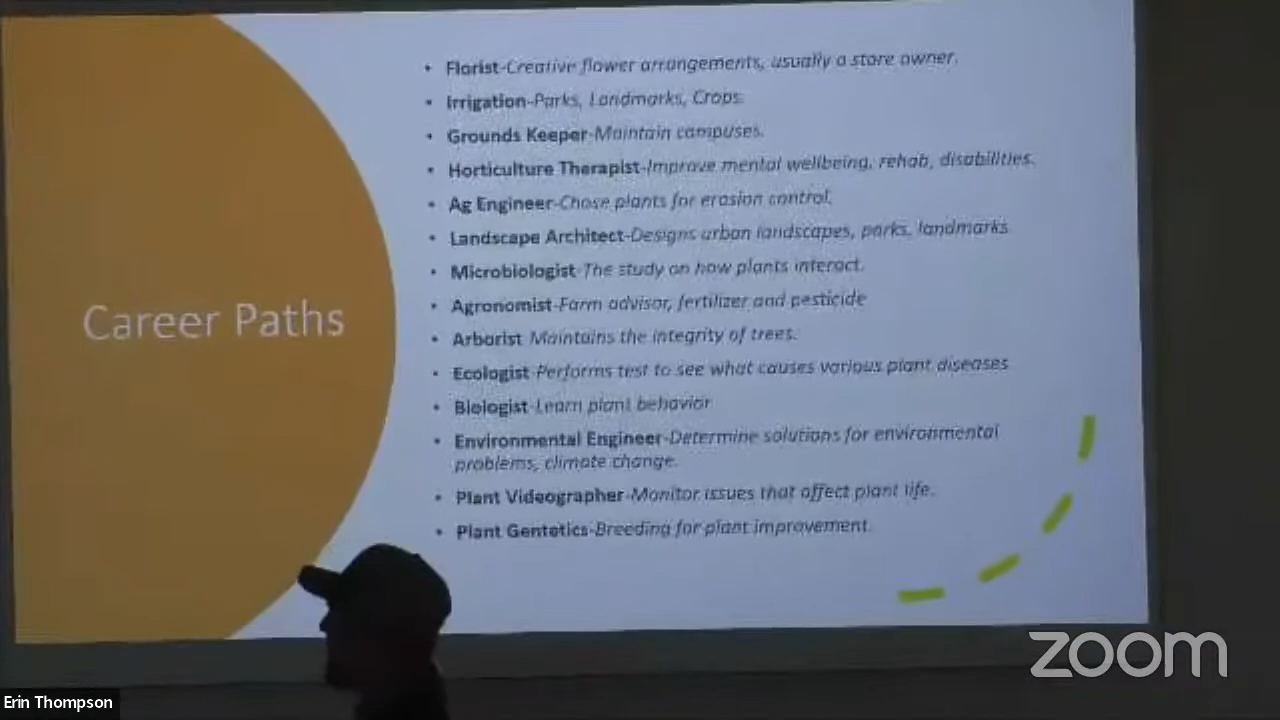 Career Paths
• Florist-Creative flower arrangements, usually a store owner.
• Irrigation-Parks, Landmarks, Crops.
• Grounds Keeper-Maintain campuses.
• Horticulture Therapist-Improve mental wellbeing, rehab, disabilities.
• Ag Engineer-Chose plants for erosion control.
• Landscape Architect-Designs urban landscapes, parks, landmarks
• Microbiologist-The study on how plants interact.
• Agronomist-Farm advisor, fertilizer and pesticide
• Arborist Maintains the integrity of trees.
• Ecologist-Performs test to see what causes various plant diseases
• Biologist-Learn plant behavior
• Environmental Engineer-Determine solutions for environmental
problems, climate change.
• Plant Videographer-Monitor issues that affect plant life.
• Plant Gentetics-Breeding for plant improvement.
zoom
Erin Thompson